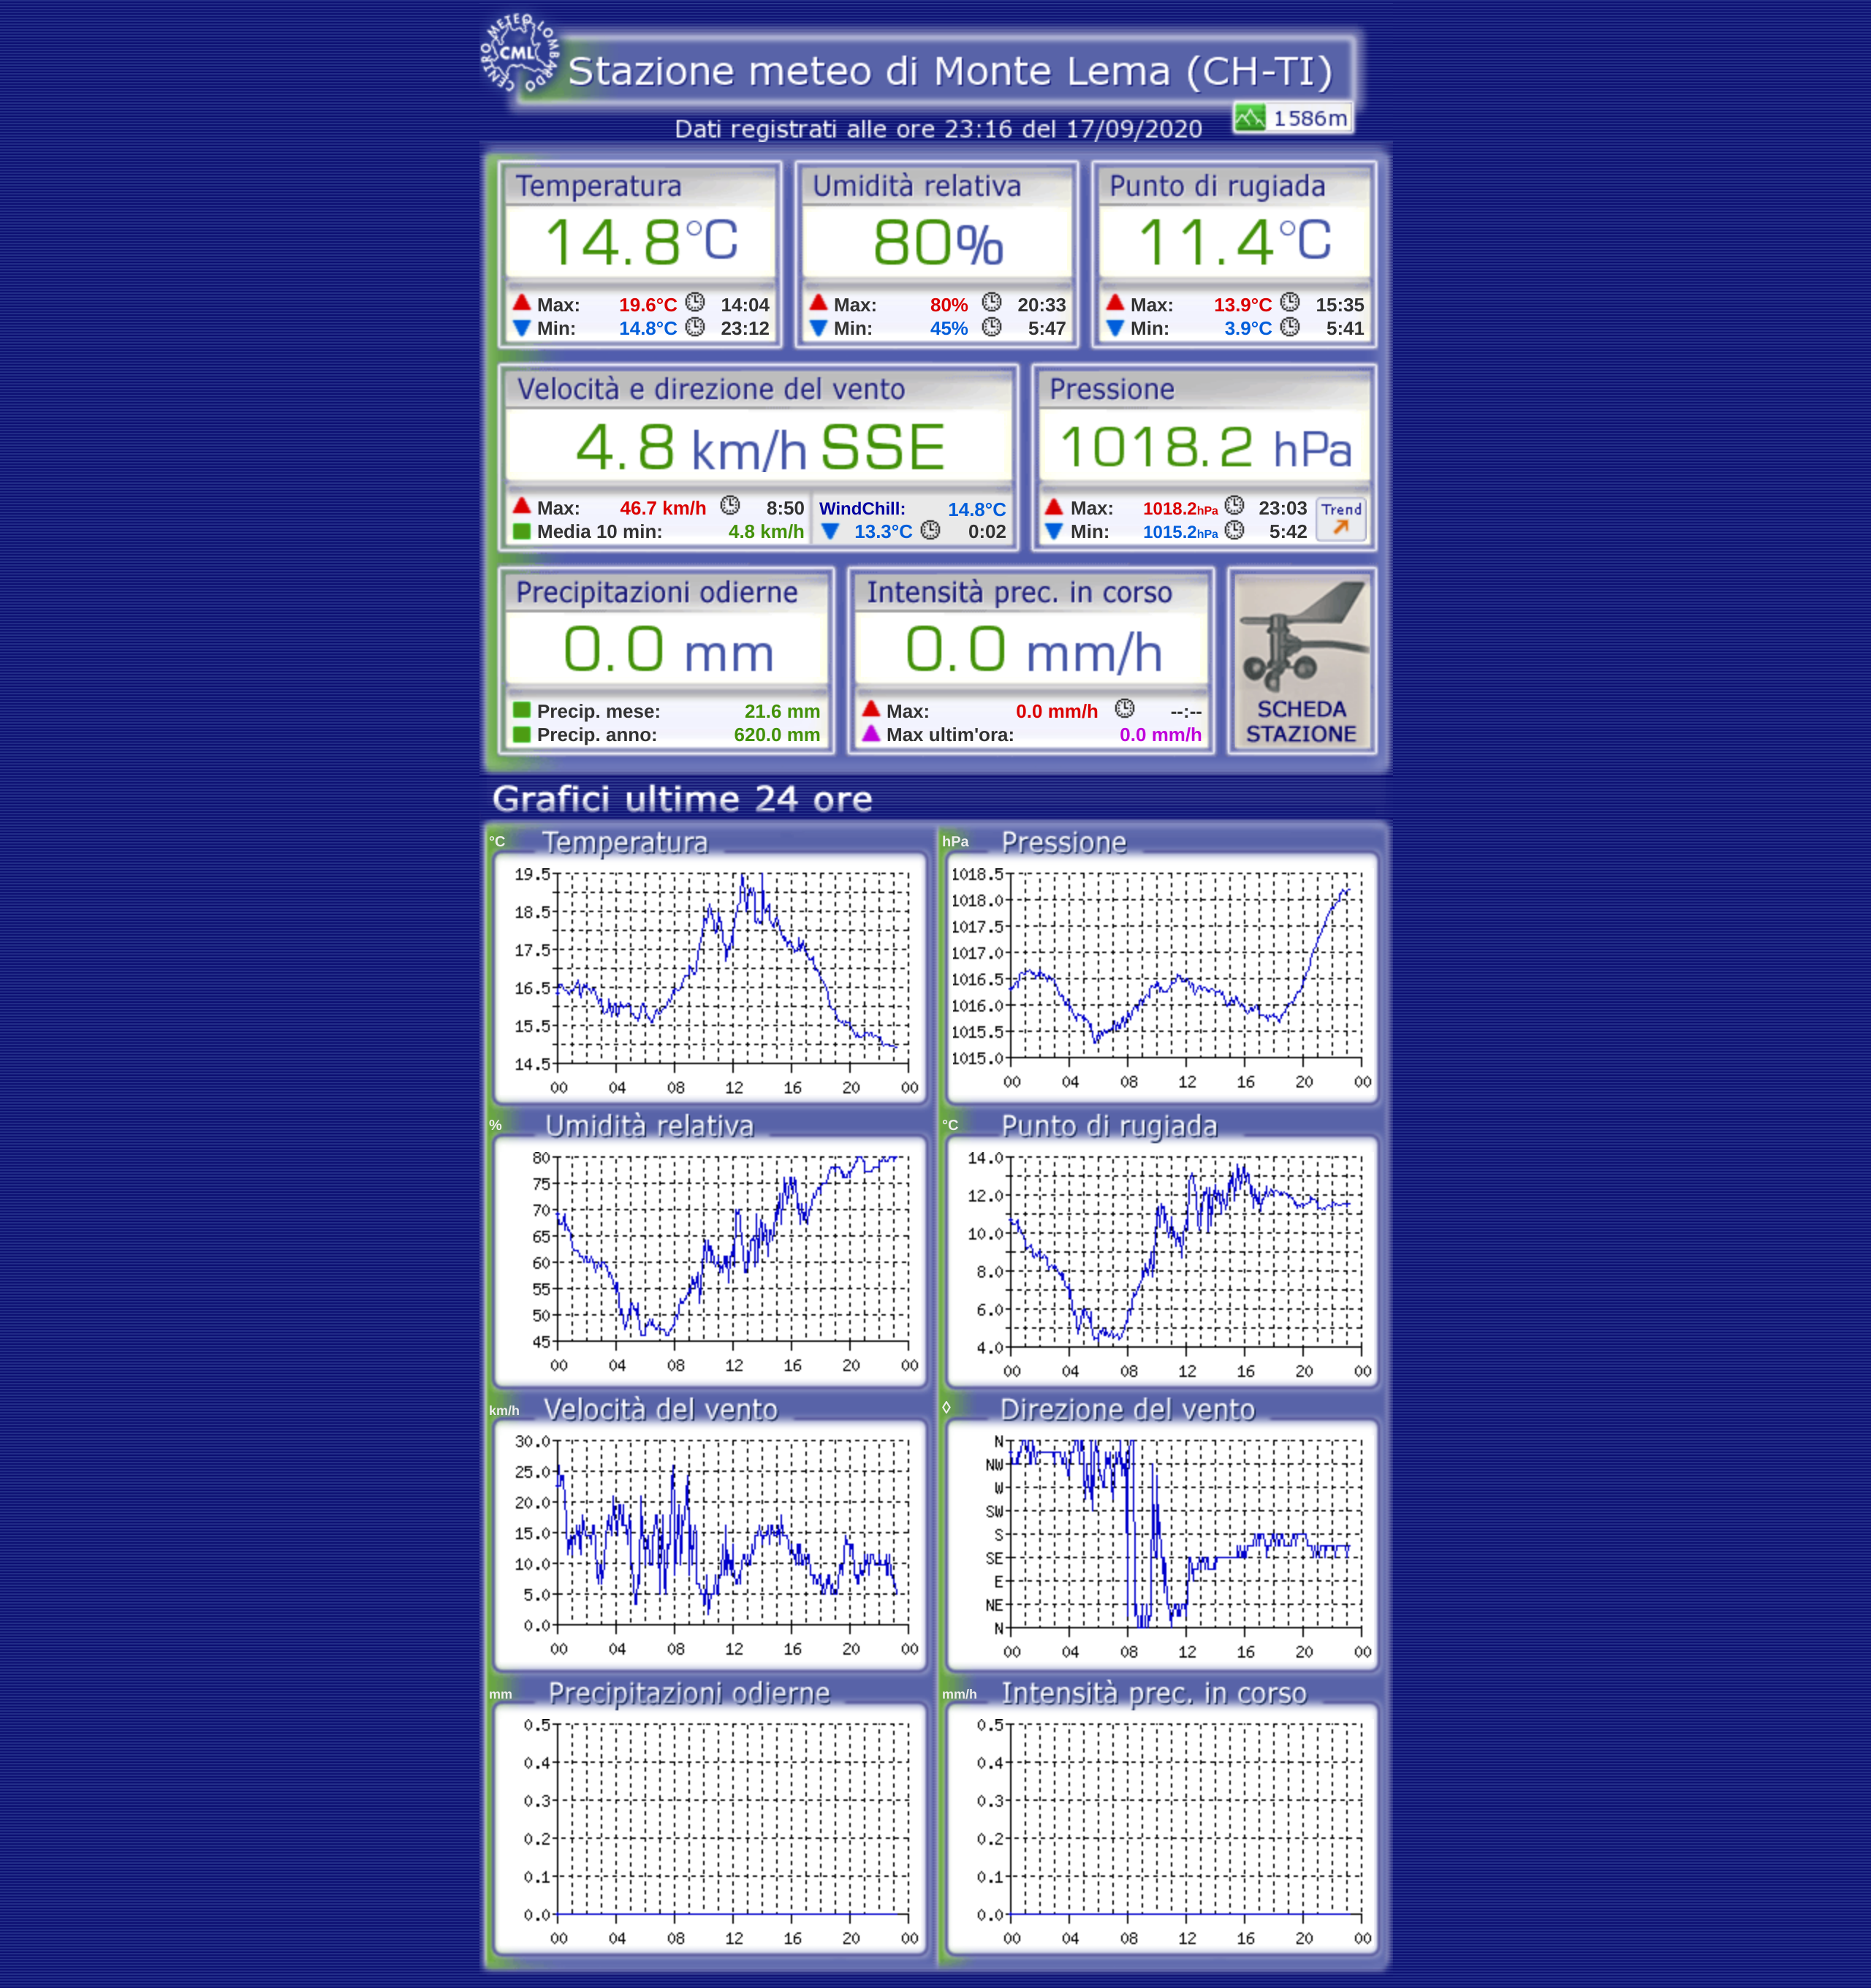 CENTRO METEO LOMBARDO
CML
Stazione meteo di Monte Lema (CH-TI)
1586m
Dati registrati alle ore 23:16 del 17/09/2020
Temperatura
14.8°C
Max: 19.6°C 14:04
Min: 14.8°C 23:12
Umidità relativa
80%
Max: 80% 20:33
Min: 45% 5:47
Punto di rugiada
11.4°C
Max: 13.9°C 15:35
Min: 3.9°C 5:41
Velocità e direzione del vento
4.8 km/h SSE
Max: 46.7 km/h 8:50
Media 10 min: 4.8 km/h
WindChill: 14.8°C
13.3°C 0:02
Pressione
1018.2 hPa
Max: 1018.2hPa 23:03
Min: 1015.2hPa 5:42
Trend
Precipitazioni odierne
0.0 mm
Precip. mese: 21.6 mm
Precip. anno: 620.0 mm
Intensità prec. in corso
0.0 mm/h
Max: 0.0 mm/h --:--
Max ultim'ora: 0.0 mm/h
SCHEDA
STAZIONE
Grafici ultime 24 ore
°C Temperatura
19.5
18.5
17.5
16.5
15.5
14.5
00 04 08 12 16 20 00
hPa Pressione
1018.5
1018.0
1017.5
1017.0
1016.5
1016.0
1015.5
1015.0
00 04 08 12 16 20 00
% Umidità relativa
80
75
70
65
60
55
50
45
00 04 08 12 16 20 00
°C Punto di rugiada
14.0
12.0
10.0
8.0
6.0
4.0
00 04 08 12 16 20 00
km/h Velocità del vento
30.0
25.0
20.0
15.0
10.0
5.0
0.0
00 04 08 12 16 20 00
◊ Direzione del vento
N
NW
W
SW
S
SE
E
NE
N
00 04 08 12 16 20 00
mm Precipitazioni odierne
0.5
0.4
0.3
0.2
0.1
0.0
00 04 08 12 16 20 00
mm/h Intensità prec. in corso
0.5
0.4
0.3
0.2
0.1
0.0
00 04 08 12 16 20 00